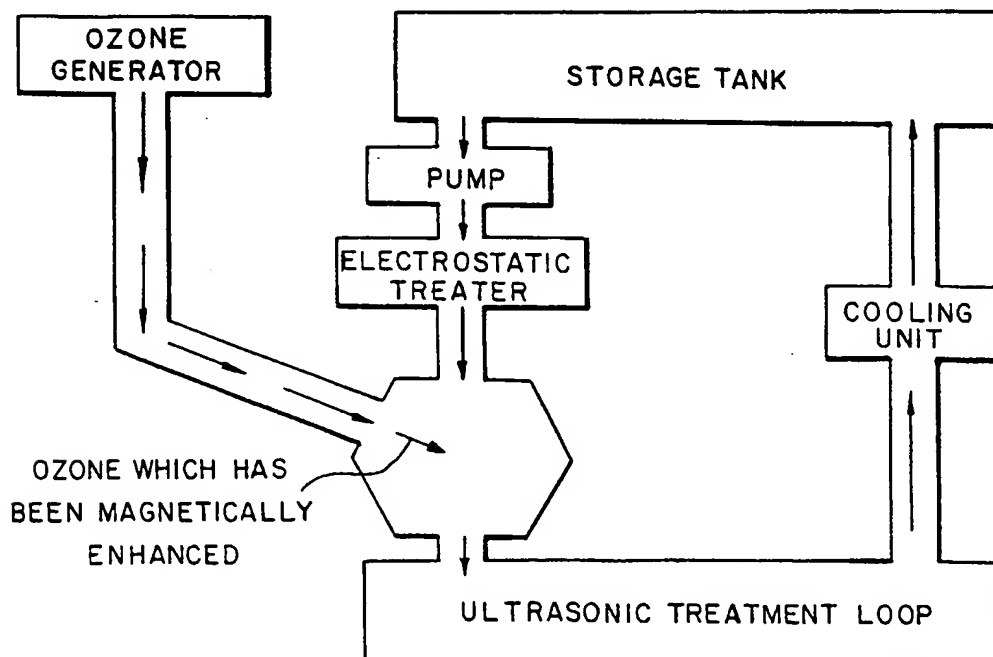 OZONE
GENERATOR
STORAGE TANK
PUMP
ELECTROSTATIC
TREATER
COOLING
UNIT
OZONE WHICH HAS
BEEN MAGNETICALLY
ENHANCED
ULTRASONIC TREATMENT LOOP